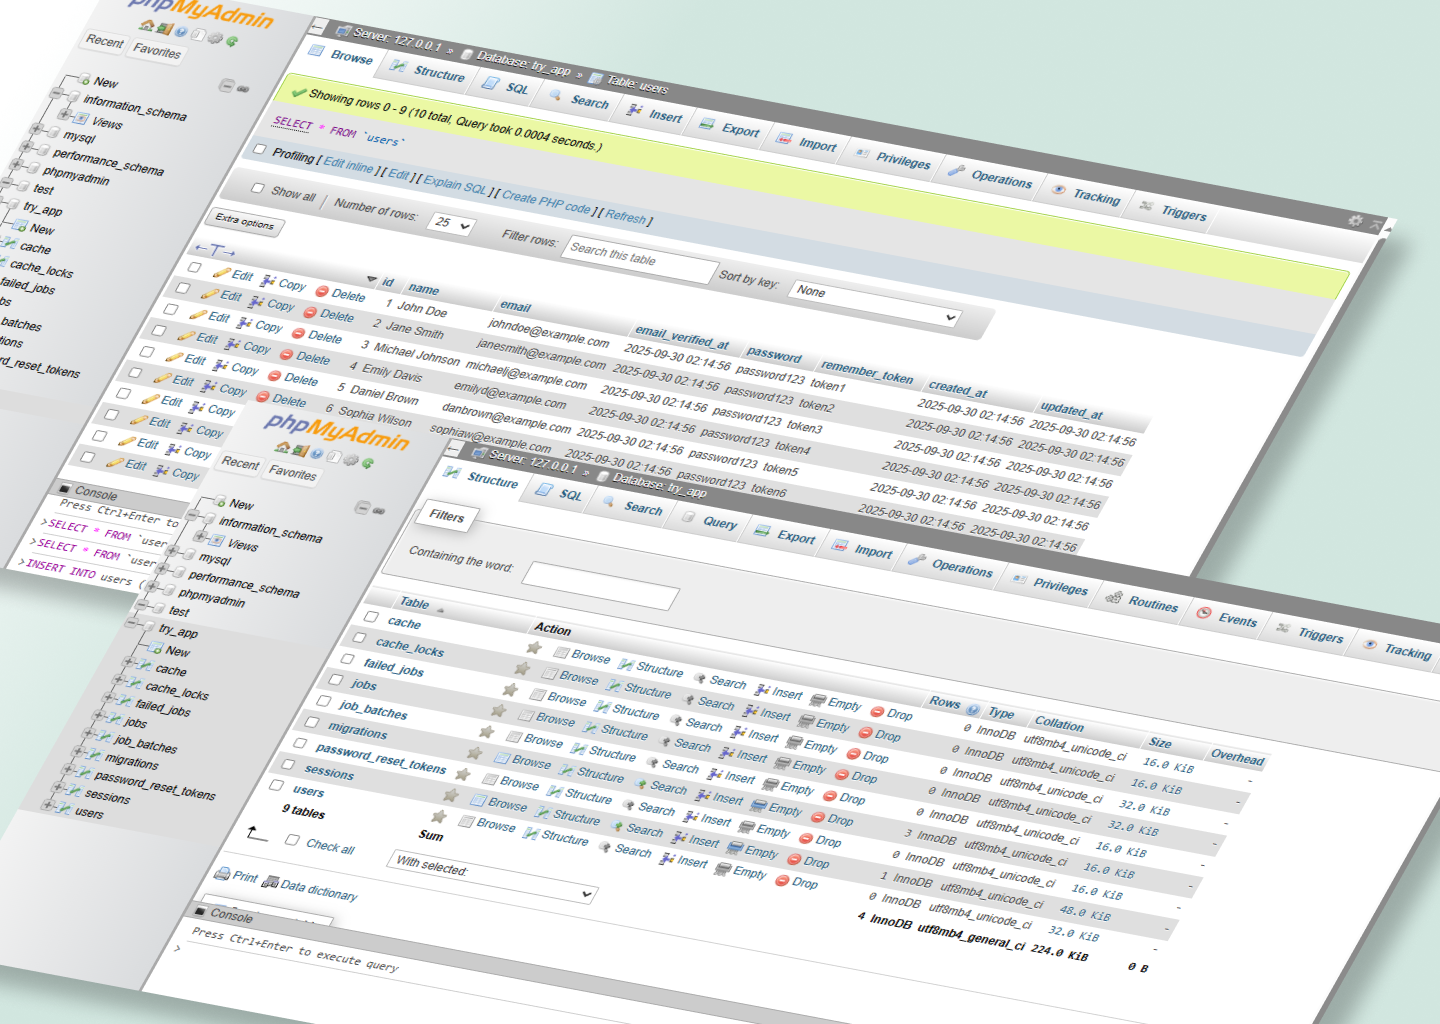 phpMyAdmin
Recent Favorites
New
information_schema
Views
mysql
performance_schema
phpmyadmin
test
try_app
New
cache
cache_locks
failed_jobs
batches
Server: 127.0.0.1 » Database: try_app » Table: users
Browse Structure SQL Search Insert Export Import Privileges Operations Tracking Triggers
Showing rows 0 - 9 (10 total, Query took 0.0004 seconds.)
SELECT * FROM `users`
Profiling [ Edit inline ] [ Edit ] [ Explain SQL ] [ Create PHP code ] [ Refresh ]
Show all Number of rows: 25 Filter rows: Search this table Sort by key: None
Extra options
←T→ id name email email_verified_at password remember_token created_at updated_at
Edit Copy Delete 1 John Doe johndoe@example.com 2025-09-30 02:14:56 password123 token1 2025-09-30 02:14:56 2025-09-30 02:14:56
Edit Copy Delete 2 Jane Smith janesmith@example.com 2025-09-30 02:14:56 password123 token2 2025-09-30 02:14:56 2025-09-30 02:14:56
Edit Copy Delete 3 Michael Johnson michaelj@example.com 2025-09-30 02:14:56 password123 token3 2025-09-30 02:14:56 2025-09-30 02:14:56
Edit Copy Delete 4 Emily Davis emilyd@example.com 2025-09-30 02:14:56 password123 token4 2025-09-30 02:14:56 2025-09-30 02:14:56
Edit Copy Delete 5 Daniel Brown danbrown@example.com 2025-09-30 02:14:56 password123 token5 2025-09-30 02:14:56 2025-09-30 02:14:56
Edit Copy Delete 6 Sophia Wilson sophiaw@example.com 2025-09-30 02:14:56 password123 token6 2025-09-30 02:14:56 2025-09-30 02:14:56
Edit Copy
Edit Copy
Edit Copy
Edit Copy
Console
Press Ctrl+Enter to
>SELECT * FROM `user
>SELECT * FROM `user
>INSERT INTO users (
phpMyAdmin
Recent Favorites
New
information_schema
Views
mysql
performance_schema
phpmyadmin
test
try_app
New
cache
cache_locks
failed_jobs
jobs
job_batches
migrations
password_reset_tokens
sessions
users
Server: 127.0.0.1 » Database: try_app
Structure SQL Search Query Export Import Operations Privileges Routines Events Triggers Tracking
Filters
Containing the word:
Table Action Rows Type Collation Size Overhead
cache Browse Structure Search Insert Empty Drop 0 InnoDB utf8mb4_unicode_ci 16.0 KiB -
cache_locks Browse Structure Search Insert Empty Drop 0 InnoDB utf8mb4_unicode_ci 16.0 KiB -
failed_jobs Browse Structure Search Insert Empty Drop 0 InnoDB utf8mb4_unicode_ci 32.0 KiB -
jobs Browse Structure Search Insert Empty Drop 0 InnoDB utf8mb4_unicode_ci 32.0 KiB -
job_batches Browse Structure Search Insert Empty Drop 0 InnoDB utf8mb4_unicode_ci 16.0 KiB -
migrations Browse Structure Search Insert Empty Drop 3 InnoDB utf8mb4_unicode_ci 16.0 KiB -
password_reset_tokens Browse Structure Search Insert Empty Drop 0 InnoDB utf8mb4_unicode_ci 16.0 KiB -
sessions Browse Structure Search Insert Empty Drop 1 InnoDB utf8mb4_unicode_ci 48.0 KiB -
users Browse Structure Search Insert Empty Drop 0 InnoDB utf8mb4_unicode_ci 32.0 KiB -
9 tables Sum 4 InnoDB utf8mb4_general_ci 224.0 KiB 0 B
Check all With selected:
Print Data dictionary
Console
Press Ctrl+Enter to execute query
>